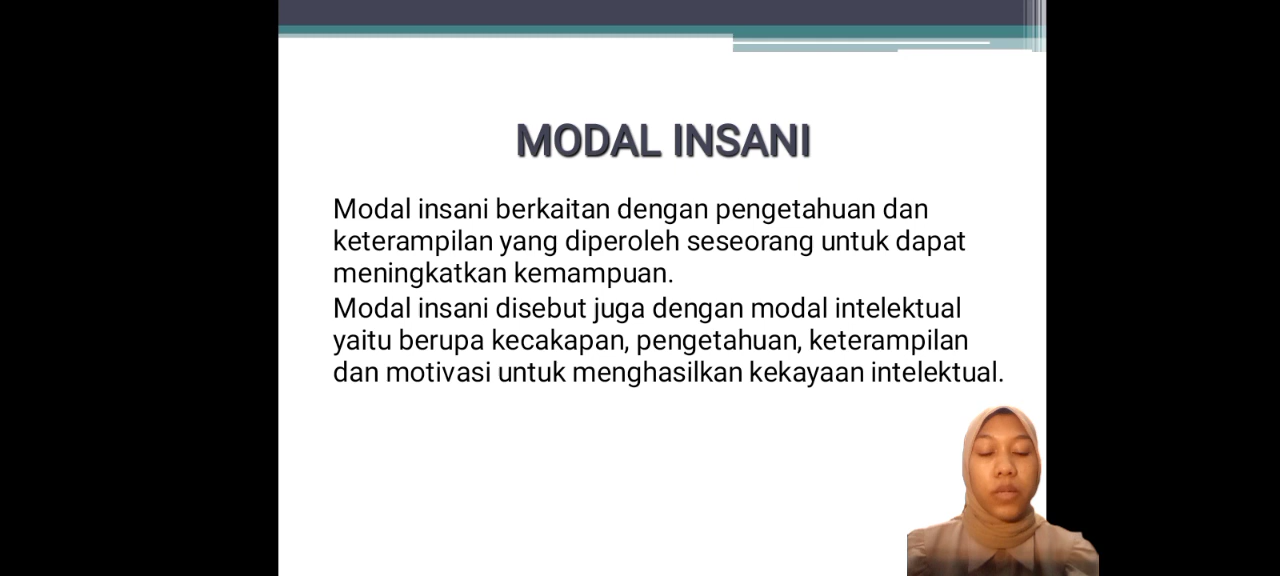 MODAL INSANI
Modal insani berkaitan dengan pengetahuan dan
keterampilan yang diperoleh seseorang untuk dapat
meningkatkan kemampuan.
Modal insani disebut juga dengan modal intelektual
yaitu berupa kecakapan, pengetahuan, keterampilan
dan motivasi untuk menghasilkan kekayaan intelektual.